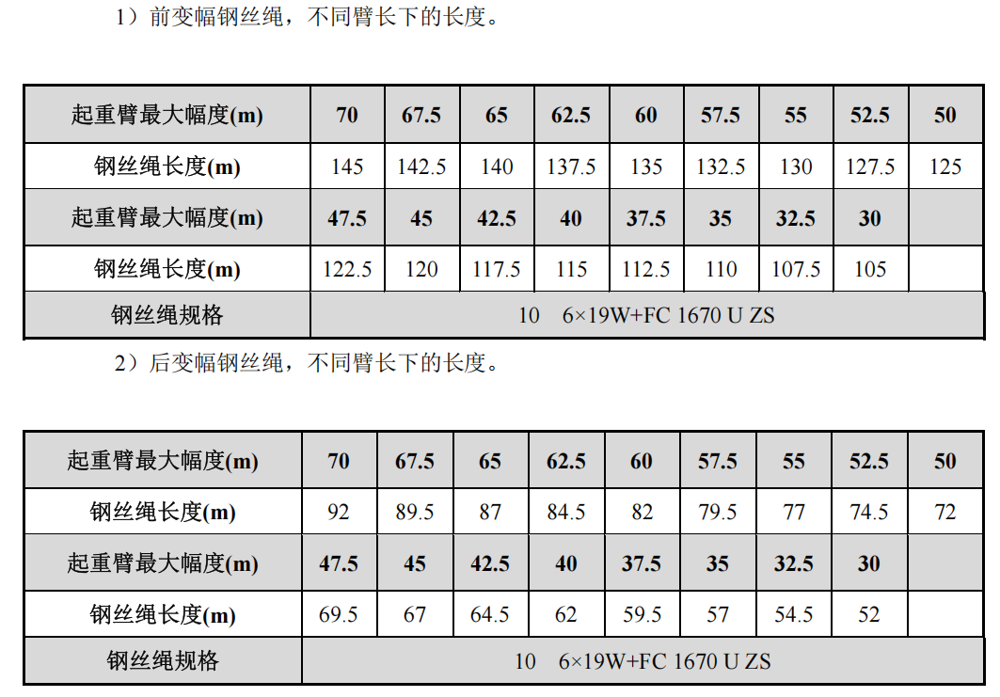 1）前变幅钢丝绳，不同臂长下的长度。
起重臂最大幅度(m) 70 67.5 65 62.5 60 57.5 55 52.5 50
钢丝绳长度(m) 145 142.5 140 137.5 135 132.5 130 127.5 125
起重臂最大幅度(m) 47.5 45 42.5 40 37.5 35 32.5 30
钢丝绳长度(m) 122.5 120 117.5 115 112.5 110 107.5 105
钢丝绳规格 10 6×19W+FC 1670 U ZS
2）后变幅钢丝绳，不同臂长下的长度。
起重臂最大幅度(m) 70 67.5 65 62.5 60 57.5 55 52.5 50
钢丝绳长度(m) 92 89.5 87 84.5 82 79.5 77 74.5 72
起重臂最大幅度(m) 47.5 45 42.5 40 37.5 35 32.5 30
钢丝绳长度(m) 69.5 67 64.5 62 59.5 57 54.5 52
钢丝绳规格 10 6×19W+FC 1670 U ZS